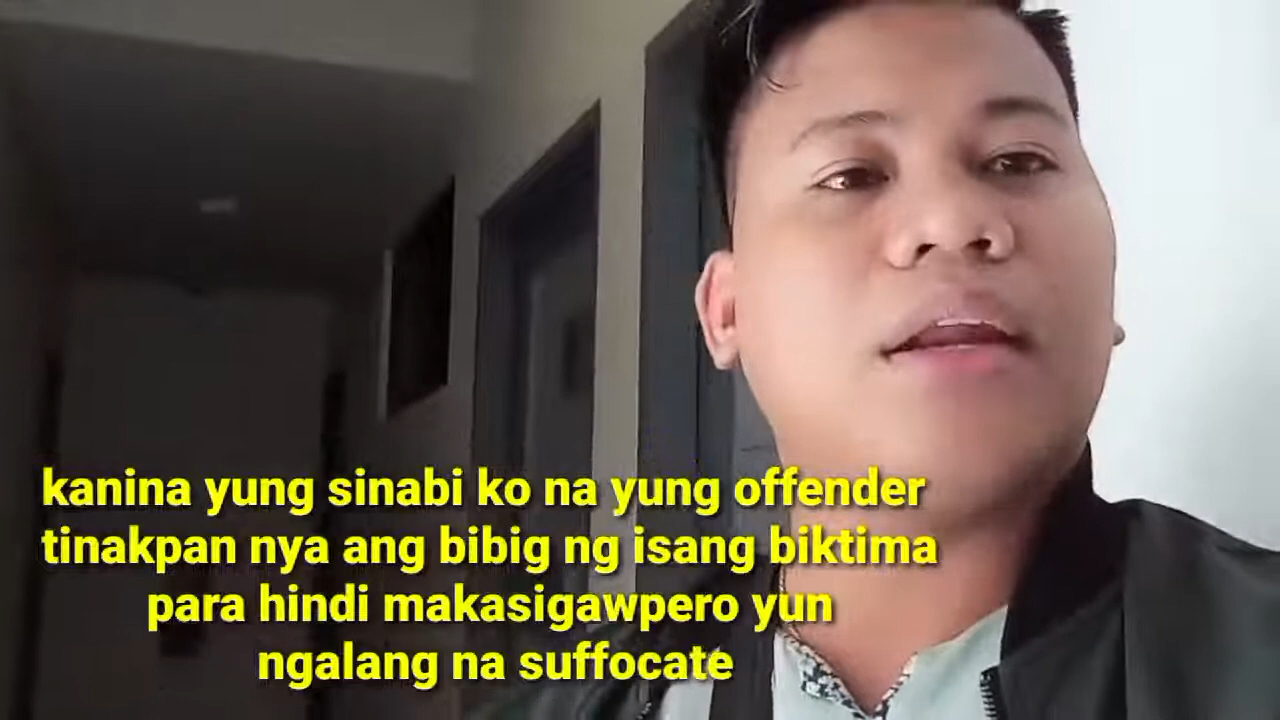 kanina yung sinabi ko na yung offender
tinakpan nya ang bibig ng isang biktima
para hindi makasigawpero yun
ngalang na suffocate